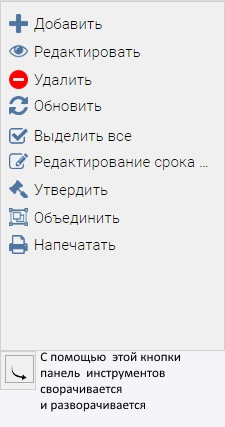 Добавить
Редактировать
Удалить
Обновить
Выделить все
Редактирование срока ...
Утвердить
Объединить
Напечатать
С помощью этой кнопки
панель инструментов
сворачивается
и разворачивается